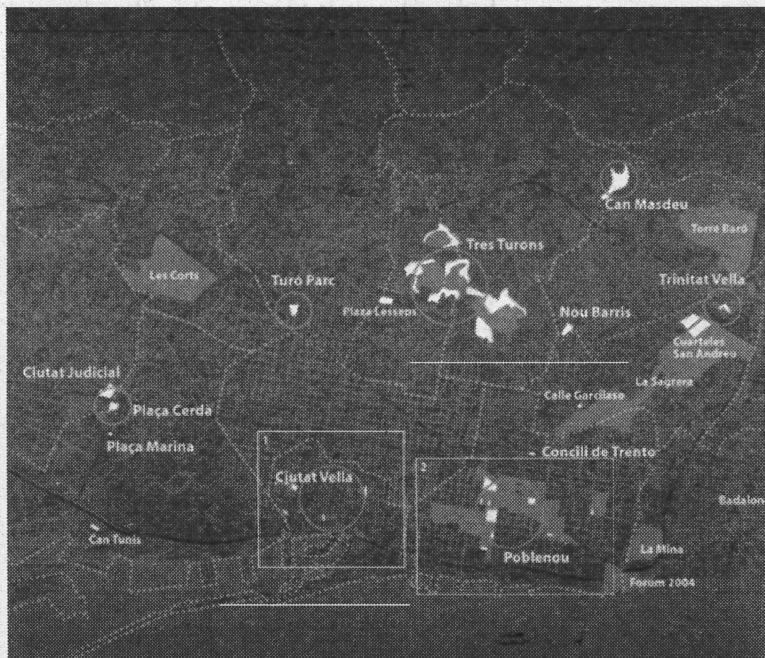 Can Masdeu
Torre Baró
Tres Turons
Les Corts
Turó Parc
Trinitat Vella
Plaza Lesseps
Nou Barris
Cuarteles
San Andreu
Ciutat Judicial
La Sagrera
Calle Garcilaso
Plaça Cerdà
Plaça Marina
1
Concili de Trento
2
Ciutat Vella
Badalon
Can Tunis
La Mina
Poblenou
Forum 2004